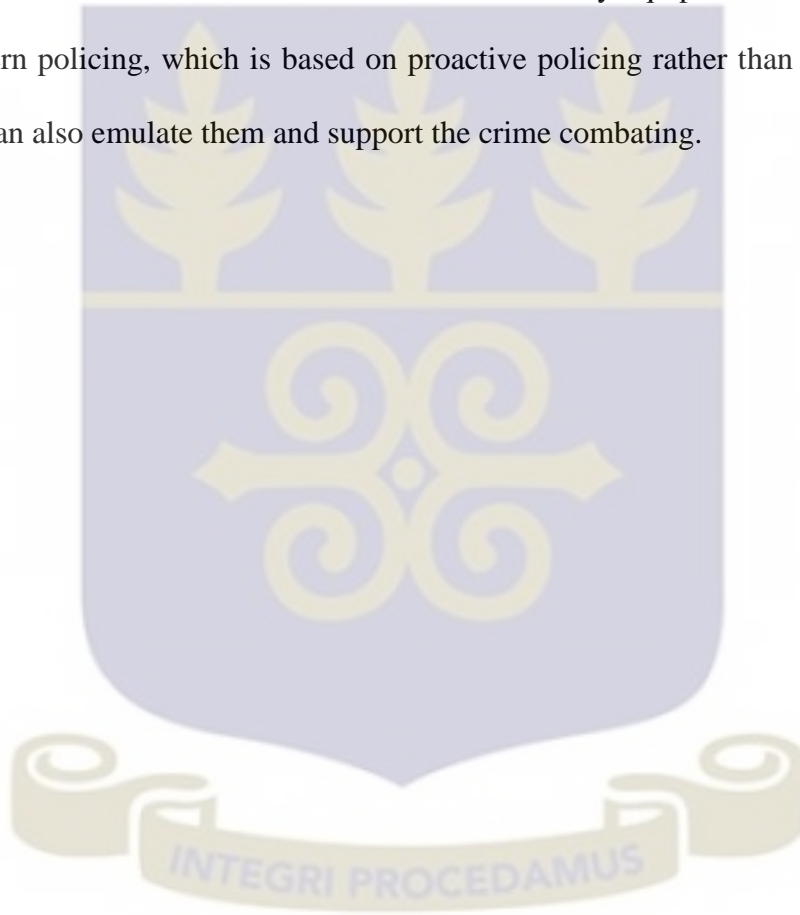 rn policing, which is based on proactive policing rather than
an also emulate them and support the crime combating.
INTEGRI PROCEDAMUS